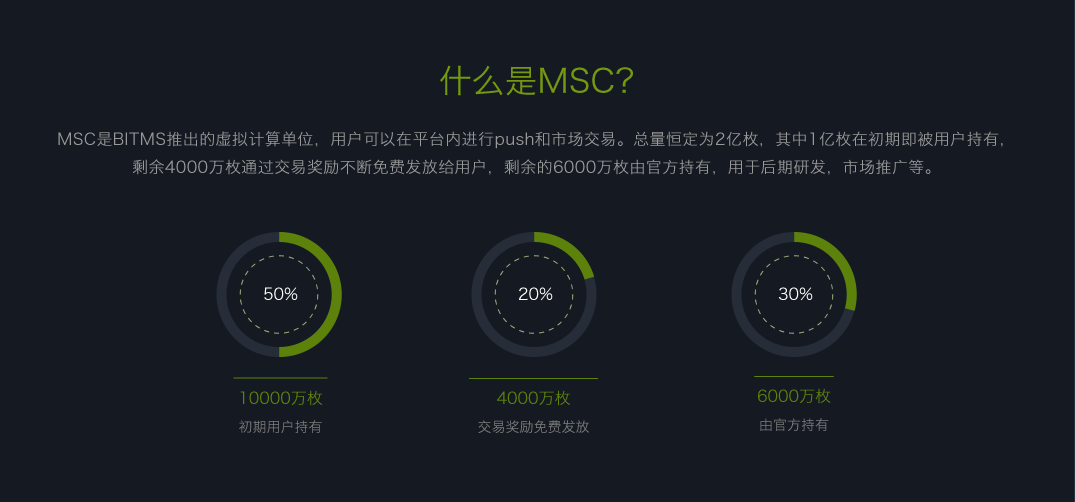 什么是MSC?
MSC是BITMS推出的虚拟计算单位，用户可以在平台内进行push和市场交易。总量恒定为2亿枚，其中1亿枚在初期即被用户持有，
剩余4000万枚通过交易奖励不断免费发放给用户，剩余的6000万枚由官方持有，用于后期研发，市场推广等。
50%
20%
30%
10000万枚
4000万枚
6000万枚
初期用户持有
交易奖励免费发放
由官方持有